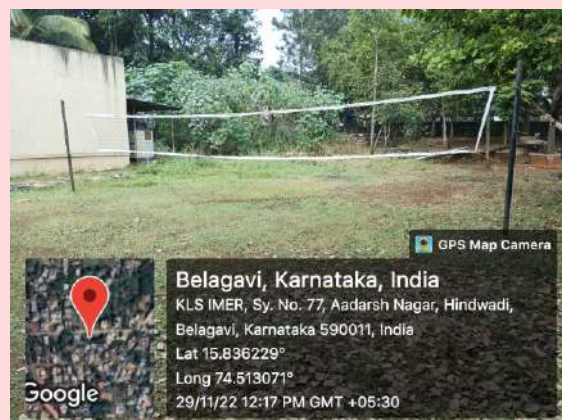 GPS Map Camera
Belagavi, Karnataka, India
KLS IMER, Sy. No. 77, Aadarsh Nagar, Hindwadi,
Belagavi, Karnataka 590011, India
Lat 15.836229°
Long 74.513071°
29/11/22 12:17 PM GMT +05:30
Google